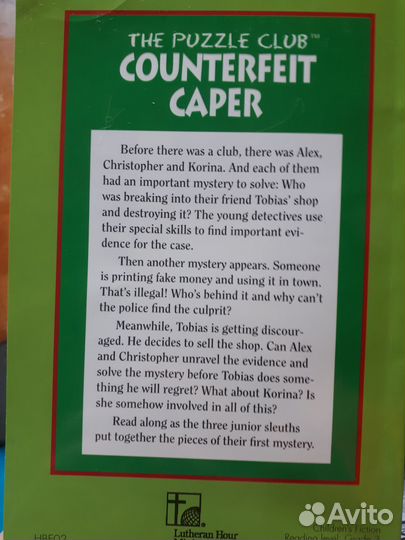 THE PUZZLE CLUB™
COUNTERFEIT
CAPER
Before there was a club, there was Alex,
Christopher and Korina. And each of them
had an important mystery to solve: Who
was breaking into their friend Tobias' shop
and destroying it? The young detectives use
their special skills to find important evi-
dence for the case.
Then another mystery appears. Someone
is printing fake money and using it in town.
That's illegal! Who's behind it and why can't
the police find the culprit?
Meanwhile, Tobias is getting discour-
aged. He decides to sell the shop. Can Alex
and Christopher unravel the evidence and
solve the mystery before Tobias does some-
thing he will regret? What about Korina? Is
she somehow involved in all of this?
Read along as the three junior sleuths
put together the pieces of their first mystery.
Lutheran Hour
Children's Fiction
Reading level: Grade 4
Avito